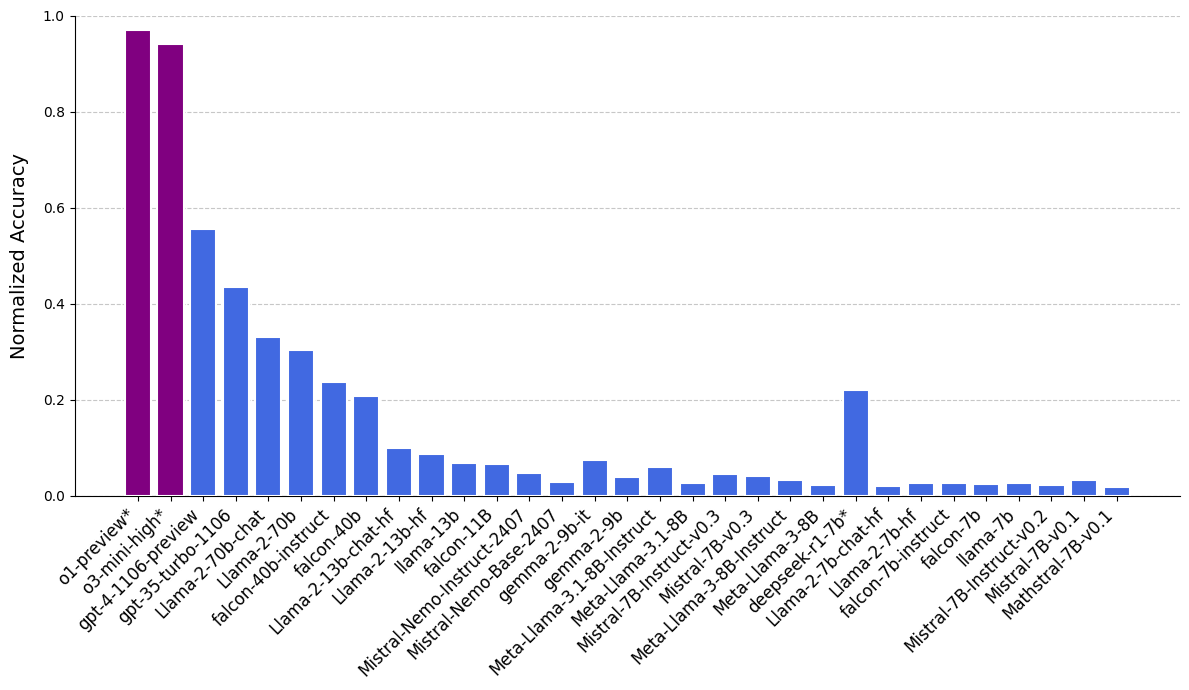 Normalized Accuracy
1.0
0.8
0.6
0.4
0.2
0.0
o1-preview*
o3-mini-high*
gpt-4-1106-preview
gpt-35-turbo-1106
Llama-2-70b-chat
Llama-2-70b
falcon-40b-instruct
falcon-40b
Llama-2-13b-chat-hf
Llama-2-13b-hf
llama-13b
falcon-11B
Mistral-Nemo-Instruct-2407
Mistral-Nemo-Base-2407
gemma-2-9b-it
gemma-2-9b
Meta-Llama-3.1-8B-Instruct
Meta-Llama-3.1-8B
Mistral-7B-Instruct-v0.3
Mistral-7B-v0.3
Meta-Llama-3-8B-Instruct
Meta-Llama-3-8B
deepseek-r1-7b*
Llama-2-7b-chat-hf
Llama-2-7b-hf
falcon-7b-instruct
falcon-7b
llama-7b
Mistral-7B-Instruct-v0.2
Mistral-7B-v0.1
Mathstral-7B-v0.1